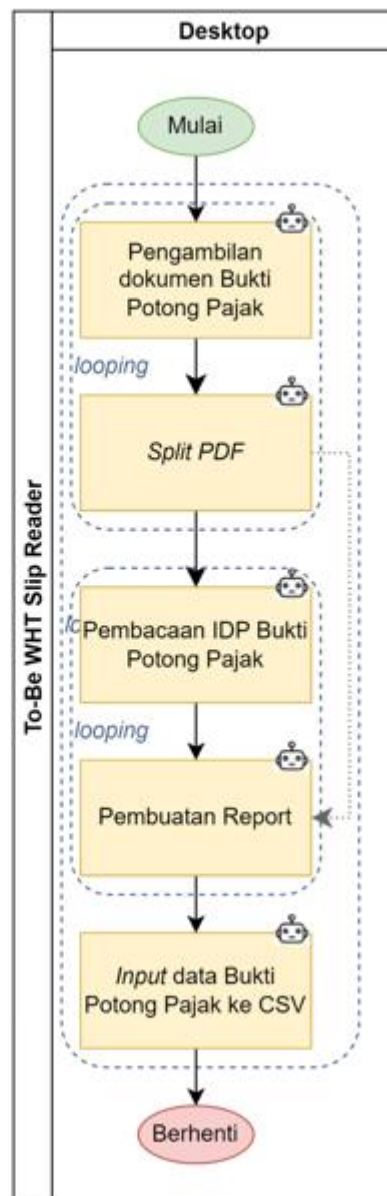 Desktop
To-Be WHT Slip Reader
Mulai
Pengambilan
dokumen Bukti
Potong Pajak
looping
Split PDF
Pembacaan IDP Bukti
Potong Pajak
looping
Pembuatan Report
Input data Bukti
Potong Pajak ke CSV
Berhenti